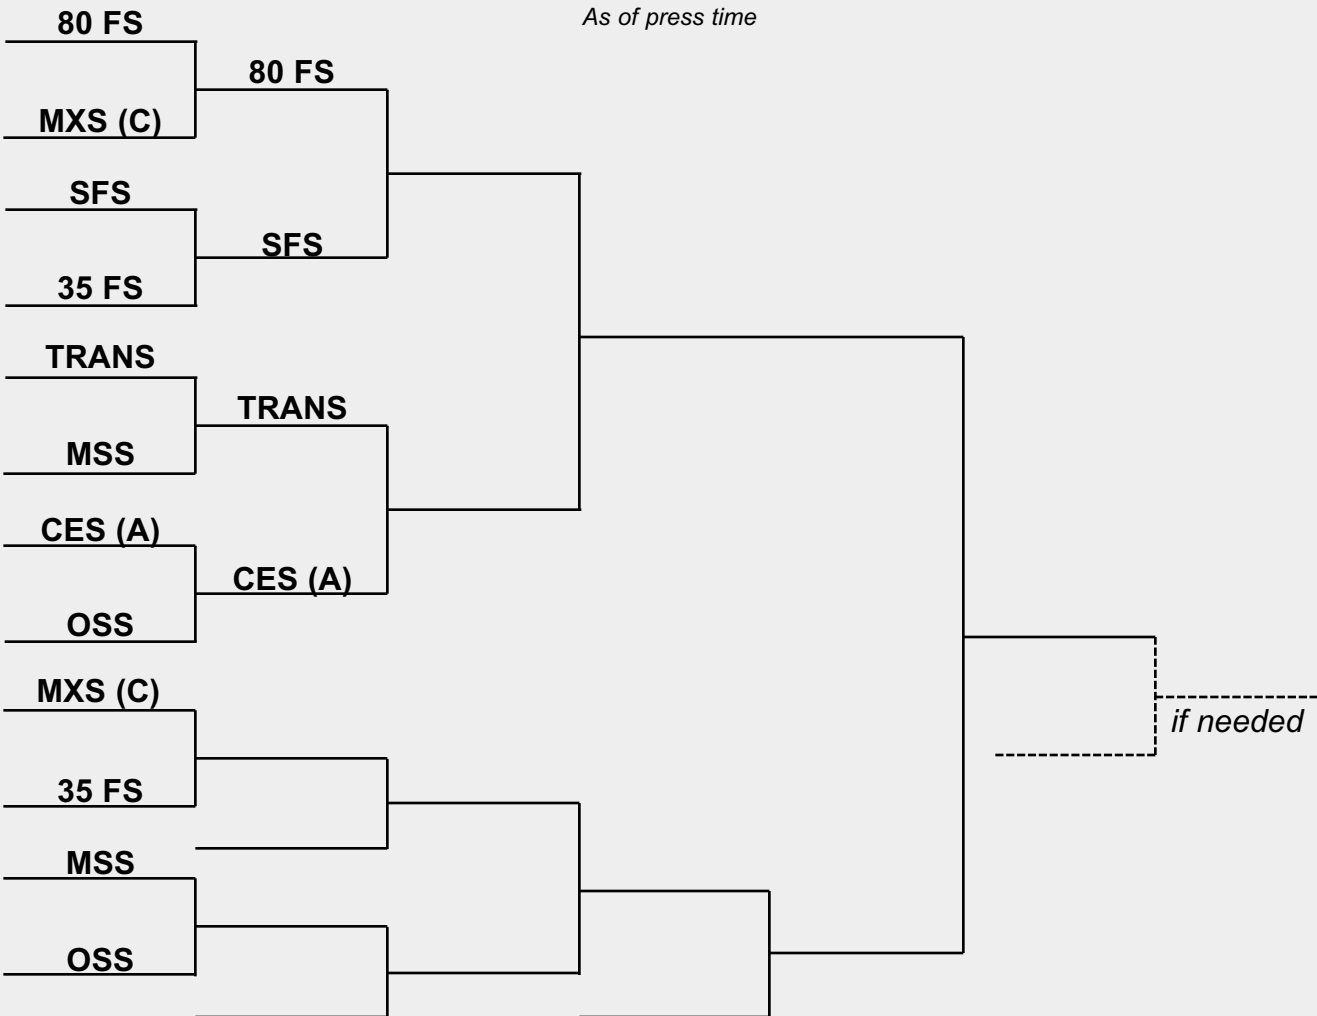 As of press time
80 FS
80 FS
MXS (C)
SFS
SFS
35 FS
TRANS
TRANS
MSS
CES (A)
CES (A)
OSS
MXS (C)
if needed
35 FS
MSS
OSS